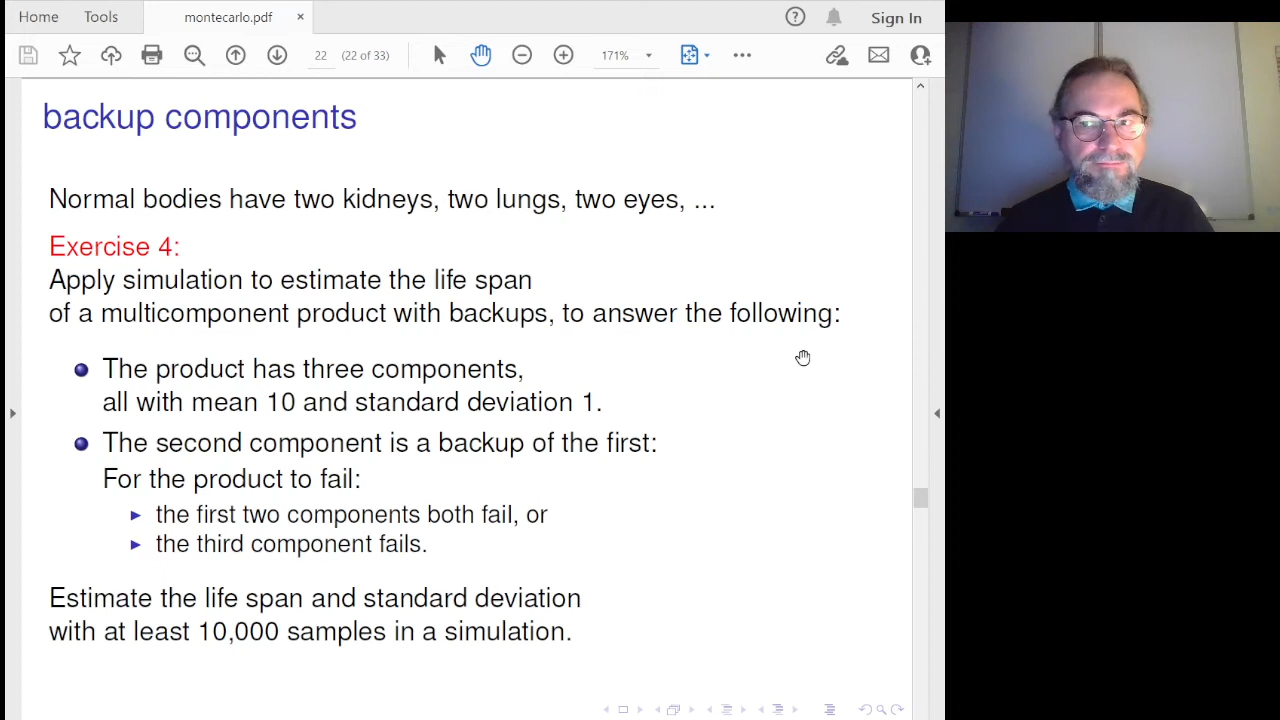 Home Tools montecarlo.pdf × Sign In
22 (22 of 33) 171%
backup components
Normal bodies have two kidneys, two lungs, two eyes, ...
Exercise 4:
Apply simulation to estimate the life span
of a multicomponent product with backups, to answer the following:
The product has three components,
all with mean 10 and standard deviation 1.
The second component is a backup of the first:
For the product to fail:
the first two components both fail, or
the third component fails.
Estimate the life span and standard deviation
with at least 10,000 samples in a simulation.